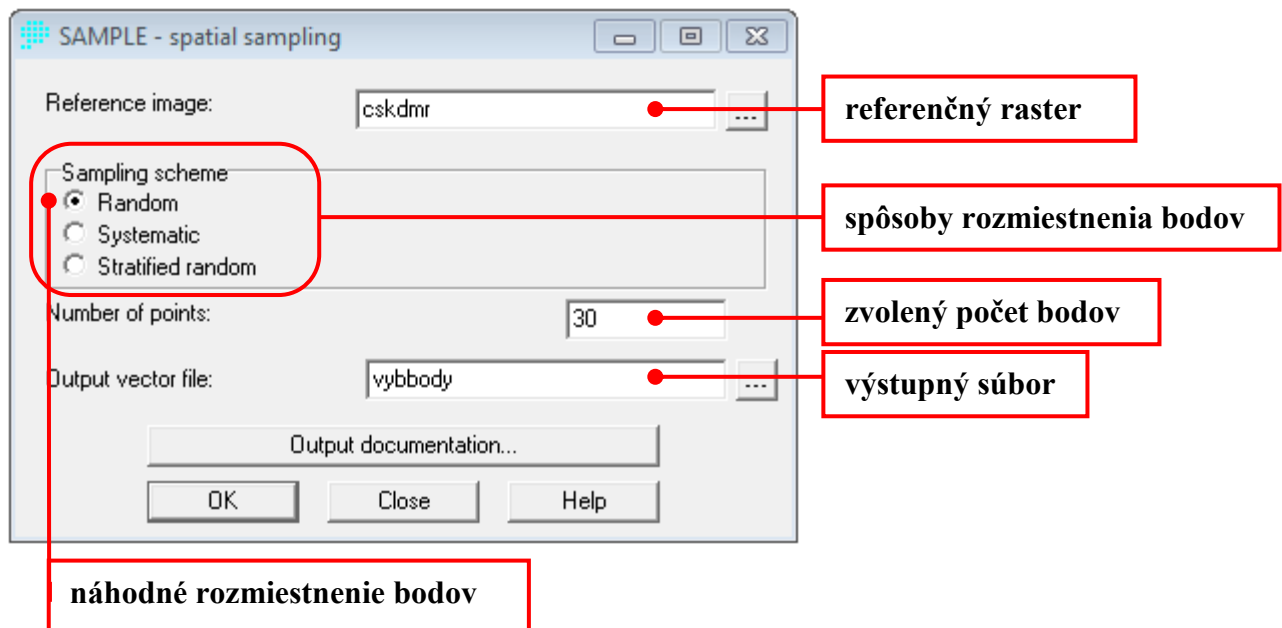 SAMPLE - spatial sampling
Reference image:
cskdmr
...
referenčný raster
Sampling scheme
Random
Systematic
Stratified random
spôsoby rozmiestnenia bodov
Number of points:
30
zvolený počet bodov
Output vector file:
vybbody
...
výstupný súbor
Output documentation...
OK Close Help
náhodné rozmiestnenie bodov